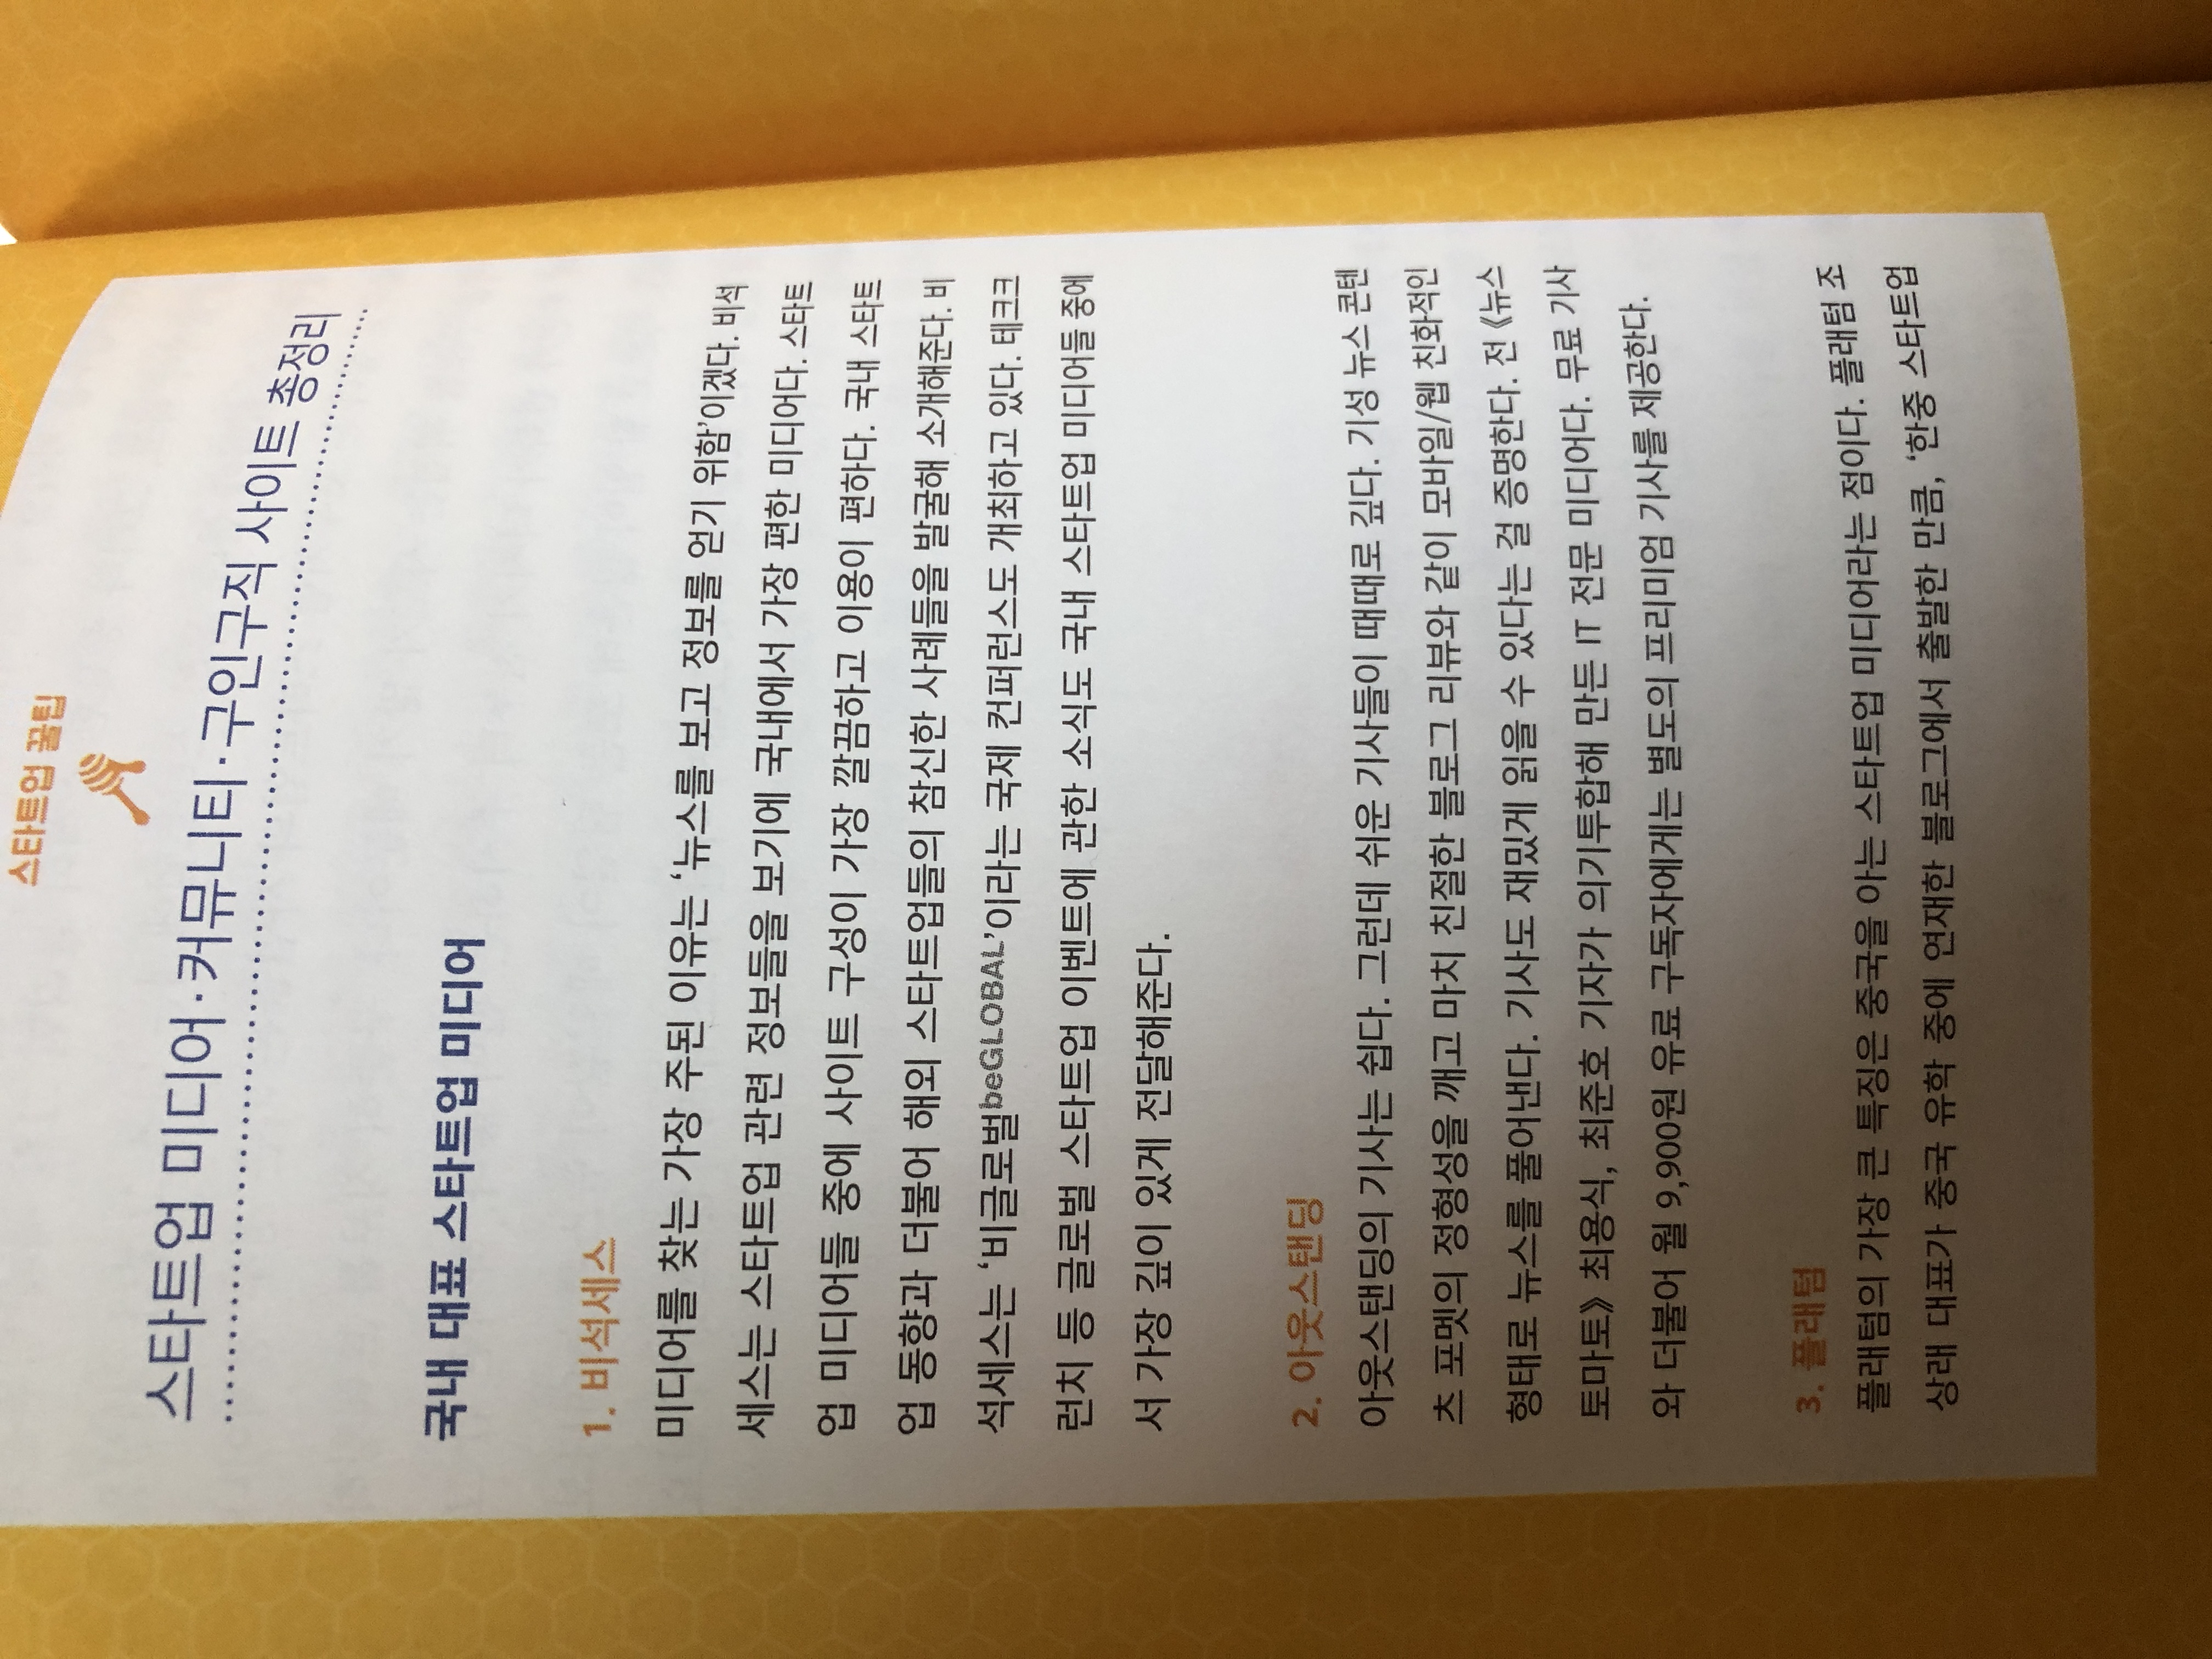 스타트업 꿀팁
스타트업 미디어·커뮤니티·구인구직 사이트 총정리
국내 대표 스타트업 미디어
1. 비석세스
미디어를 찾는 가장 주된 이유는 ‘뉴스를 보고 정보를 얻기 위함’이겠다. 비석
세스는 스타트업 관련 정보들을 보기에 국내에서 가장 편한 미디어다. 스타트
업 미디어들 중에 사이트 구성이 가장 깔끔하고 이용이 편하다. 국내 스타트
업 동향과 더불어 해외 스타트업들의 참신한 사례들을 발굴해 소개해준다. 비
석세스는 ‘비글로벌beGLOBAL’이라는 국제 컨퍼런스도 개최하고 있다. 테크크
런치 등 글로벌 스타트업 이벤트에 관한 소식도 국내 스타트업 미디어들 중에
서 가장 깊이 있게 전달해준다.
2. 아웃스탠딩
아웃스탠딩의 기사는 쉽다. 그런데 쉬운 기사들이 때때로 깊다. 기성 뉴스 콘텐
츠 포멧의 정형성을 깨고 마치 친절한 블로그 리뷰와 같이 모바일/웹 친화적인
형태로 뉴스를 풀어낸다. 기사도 재밌게 읽을 수 있다는 걸 증명한다. 전 《뉴스
토마토》 최용식, 최준호 기자가 의기투합해 만든 IT 전문 미디어다. 무료 기사
와 더불어 월 9,900원 유료 구독자에게는 별도의 프리미엄 기사를 제공한다.
3. 플래텀
플래텀의 가장 큰 특징은 중국을 아는 스타트업 미디어라는 점이다. 플래텀 조
상래 대표가 중국 유학 중에 연재한 블로그에서 출발한 만큼, ‘한중 스타트업